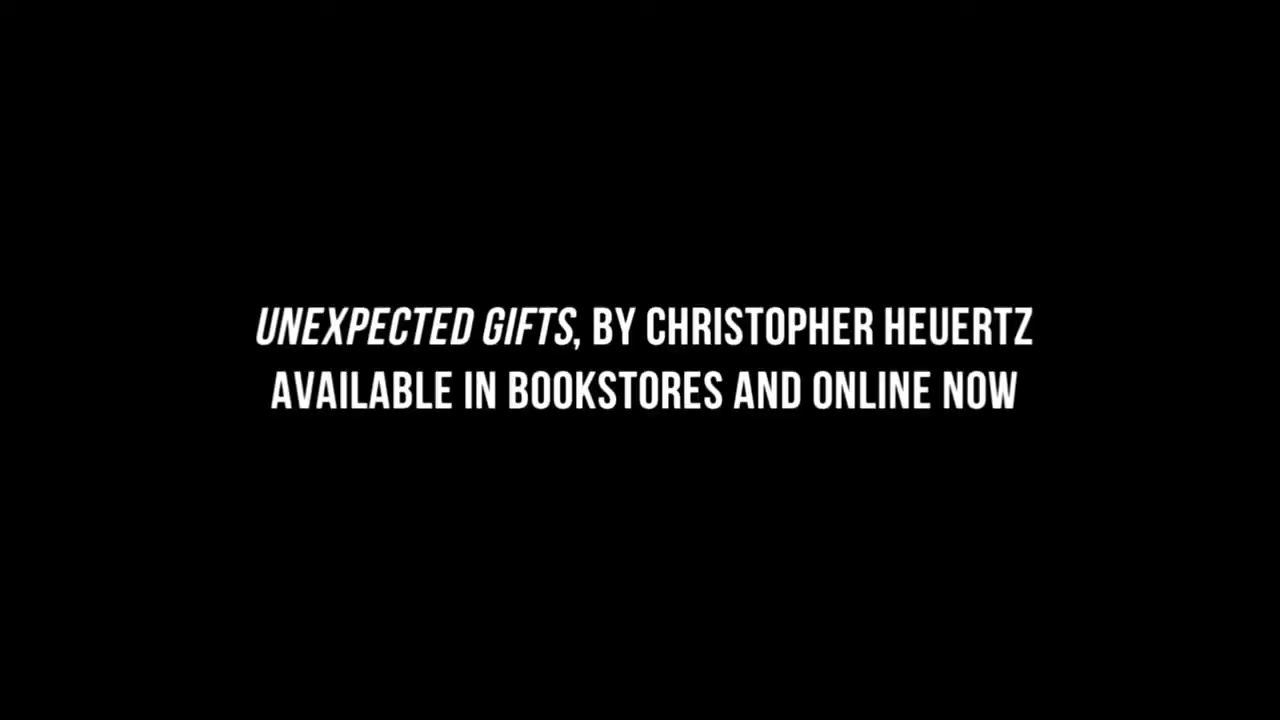 UNEXPECTED GIFTS, BY CHRISTOPHER HEUERTZ
AVAILABLE IN BOOKSTORES AND ONLINE NOW